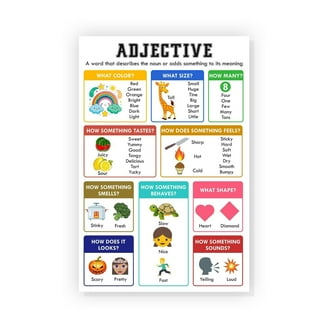 ADJECTIVE
A word that describes the noun or adds something to its meaning
WHAT COLOR?
Red
Green
Orange
Bright
Blue
Dark
Light
WHAT SIZE?
Tall
Small
Huge
Tine
Big
Large
Short
Little
HOW MANY?
8
Four
One
Few
Many
Tans
HOW SOMETHING TASTES?
Juicy
Sour
Sweet
Yummy
Good
Tangy
Delicious
Tart
Yucky
HOW DOES SOMETHING FEELS?
Sharp
Hot
Cold
Sticky
Hard
Soft
Wet
Dry
Smooth
Bumpy
HOW SOMETHING SMELLS?
Stinky
Fresh
HOW SOMETHING BEHAVES?
Slow
Nice
Fast
WHAT SHAPE?
Heart
Diamond
HOW DOES IT LOOKS?
Scary
Pretty
HOW SOMETHING SOUNDS?
Telling
Loud